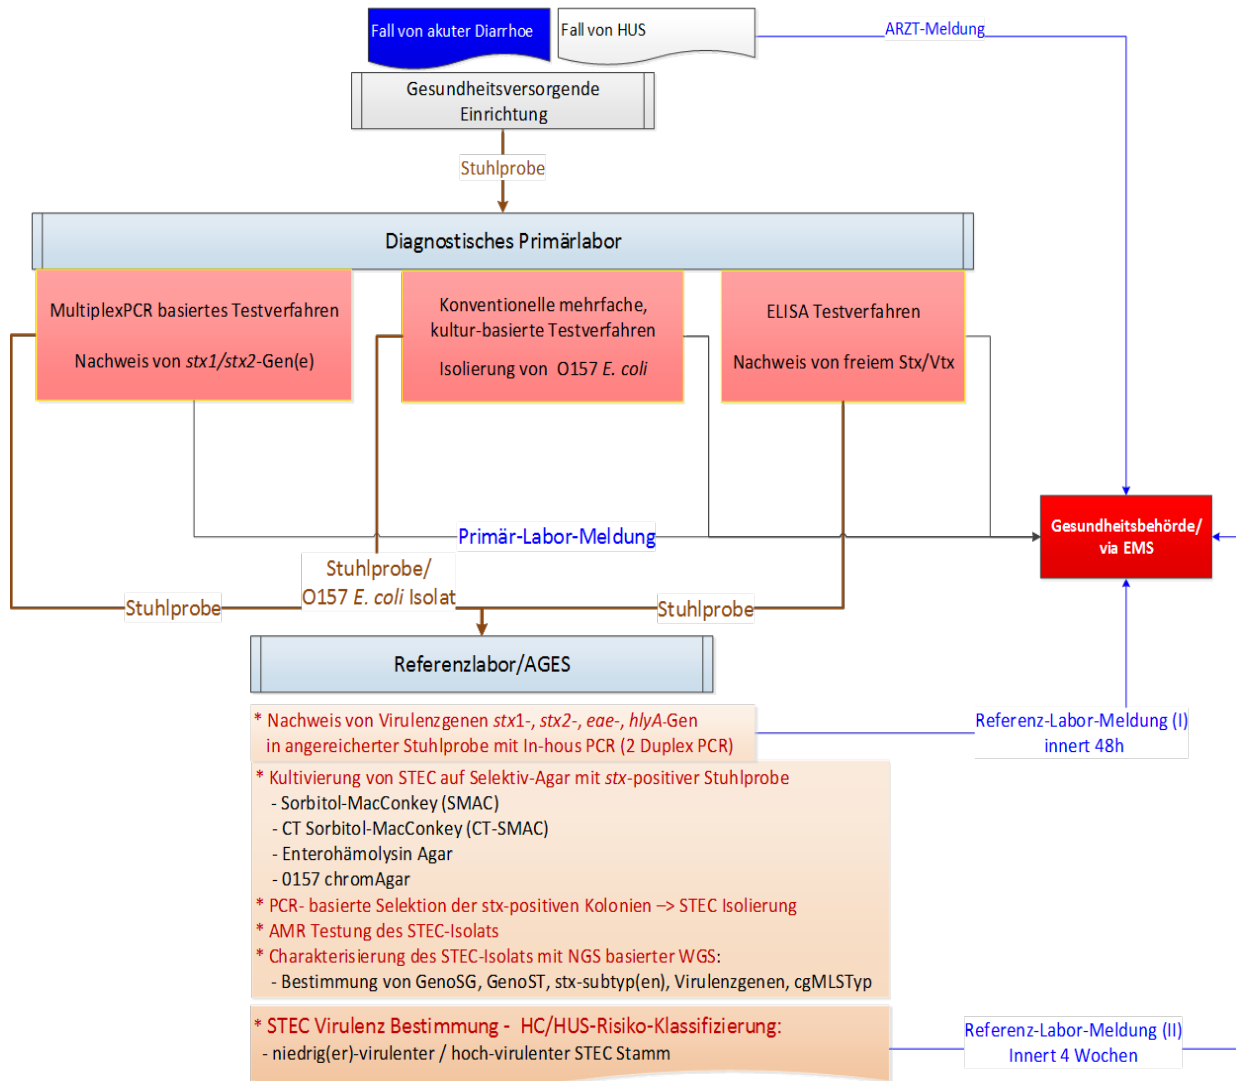 Fall von akuter Diarrhoe
Fall von HUS
ARZT-Meldung
Gesundheitsversorgende
Einrichtung
Stuhlprobe
Diagnostisches Primärlabor
MultiplexPCR basiertes Testverfahren
Nachweis von stx1/stx2-Gen(e)
Konventionelle mehrfache,
kultur-basierte Testverfahren
Isolierung von O157 E. coli
ELISA Testverfahren
Nachweis von freiem Stx/Vtx
Gesundheitsbehörde/
via EMS
Primär-Labor-Meldung
Stuhlprobe/
O157 E. coli Isolat
Stuhlprobe
Stuhlprobe
Referenzlabor/AGES
* Nachweis von Virulenzgenen stx1-, stx2-, eae-, hlyA-Gen
in angereicherter Stuhlprobe mit In-hous PCR (2 Duplex PCR)
Referenz-Labor-Meldung (I)
innert 48h
* Kultivierung von STEC auf Selektiv-Agar mit stx-positiver Stuhlprobe
- Sorbitol-MacConkey (SMAC)
- CT Sorbitol-MacConkey (CT-SMAC)
- Enterohämolysin Agar
- 0157 chromAgar
* PCR- basierte Selektion der stx-positiven Kolonien –> STEC Isolierung
* AMR Testung des STEC-Isolats
* Charakterisierung des STEC-Isolats mit NGS basierter WGS:
- Bestimmung von GenoSG, GenoST, stx-subtyp(en), Virulenzgenen, cgMLSTyp
* STEC Virulenz Bestimmung - HC/HUS-Risiko-Klassifizierung:
- niedrig(er)-virulenter / hoch-virulenter STEC Stamm
Referenz-Labor-Meldung (II)
Innert 4 Wochen